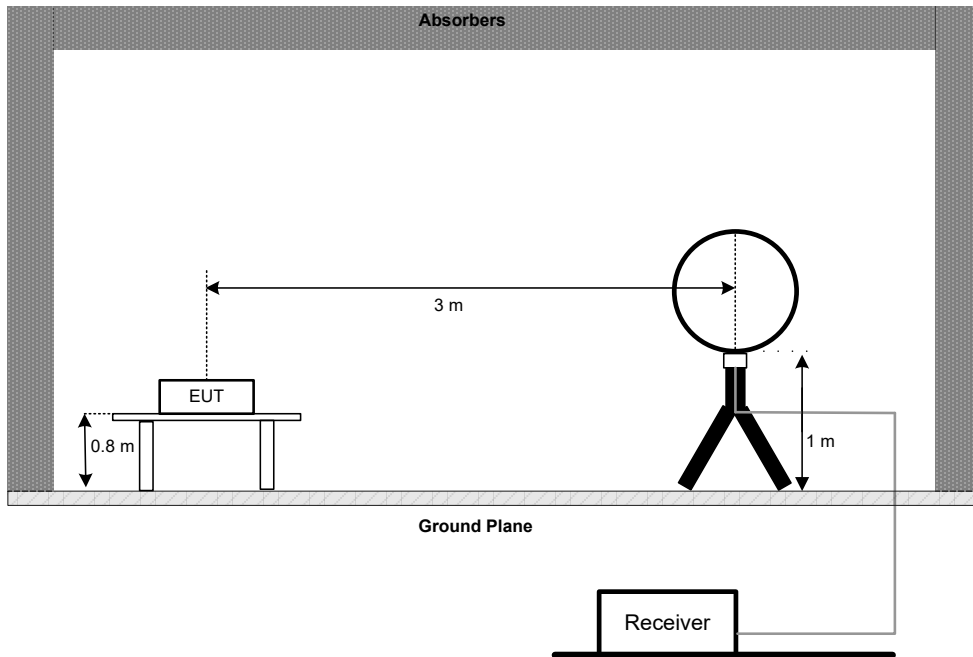 Absorbers
3 m
EUT
0.8 m
1 m
Ground Plane
Receiver